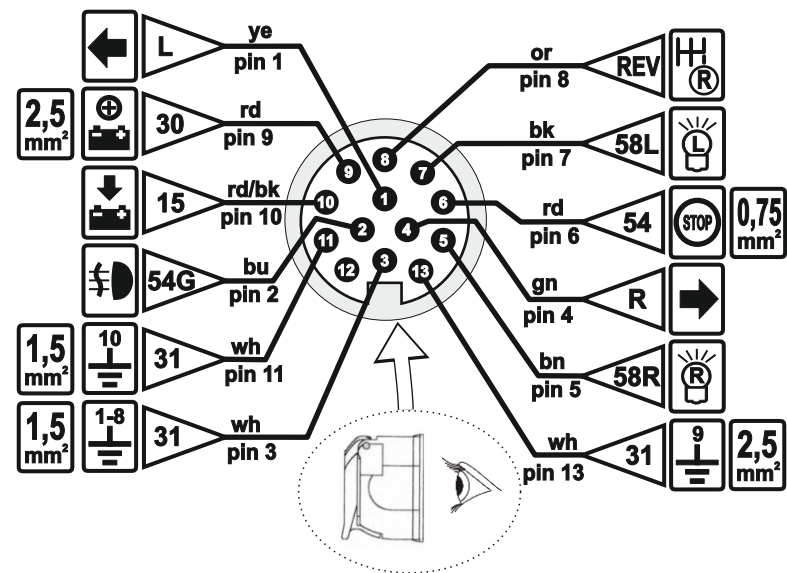 L
ye
pin 1
2,5
mm²
30
rd
pin 9
15
rd/bk
pin 10
54G
bu
pin 2
1,5
mm²
10
31
wh
pin 11
1,5
mm²
1-8
31
wh
pin 3
8
9
7
1
10
6
2
4
11
5
3
12
13
or
pin 8
REV
R
bk
pin 7
58L
L
rd
pin 6
54
STOP
0,75
mm²
gn
pin 4
R
bn
pin 5
58R
R
wh
pin 13
31
9
2,5
mm²